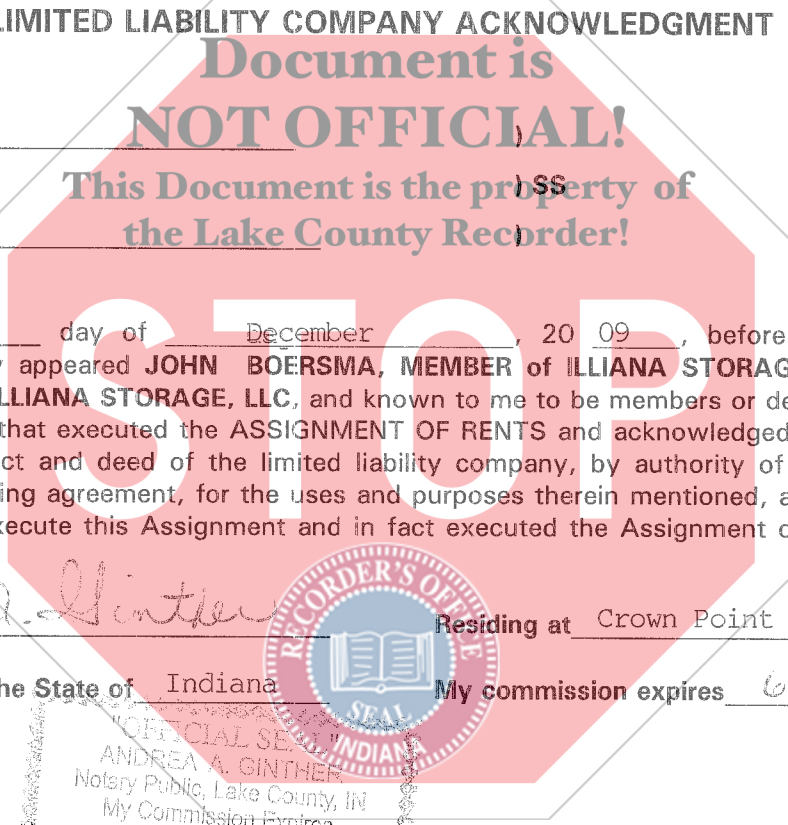 LIMITED LIABILITY COMPANY ACKNOWLEDGMENT
Document is
NOT OFFICIAL!
)
This Document is the property of
) SS
the Lake County Recorder!
)
STOP
day of December, 20 09, before
appeared JOHN BOERSMA, MEMBER of ILLIANA STORAG
LLIANA STORAGE, LLC, and known to me to be members or de
that executed the ASSIGNMENT OF RENTS and acknowledged
ct and deed of the limited liability company, by authority of
ing agreement, for the uses and purposes therein mentioned, a
xecute this Assignment and in fact executed the Assignment o
A. Ginther
RECORDER'S OFFICE
SEAL
INDIANA
Residing at Crown Point
he State of Indiana
My commission expires 6
"OFFICIAL SEAL"
ANDREA A. GINTHER
Notary Public, Lake County, IN
My Commission Expires